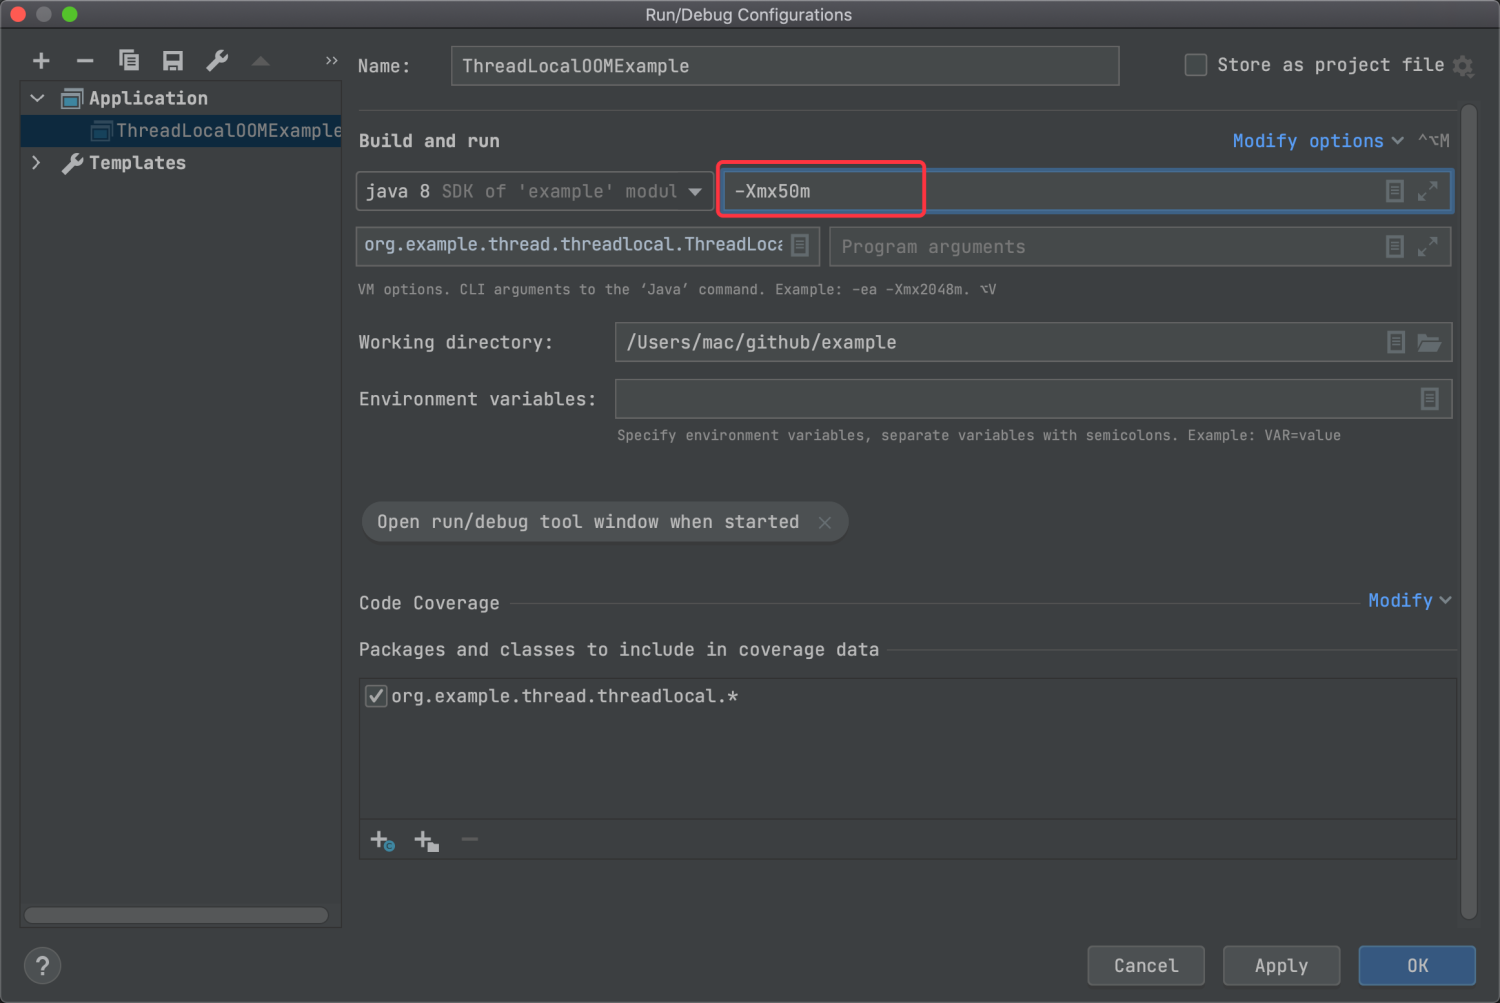 Run/Debug Configurations
Name: ThreadLocalOOMExample Store as project file
Application
ThreadLocalOOMExample
Templates
Build and run Modify options ⌃⌥M
java 8 SDK of 'example' modul -Xmx50m
org.example.thread.threadlocal.ThreadLoca Program arguments
VM options. CLI arguments to the ‘Java’ command. Example: -ea -Xmx2048m. ⌥V
Working directory: /Users/mac/github/example
Environment variables:
Specify environment variables, separate variables with semicolons. Example: VAR=value
Open run/debug tool window when started ×
Code Coverage Modify
Packages and classes to include in coverage data
org.example.thread.threadlocal.*
? Cancel Apply OK